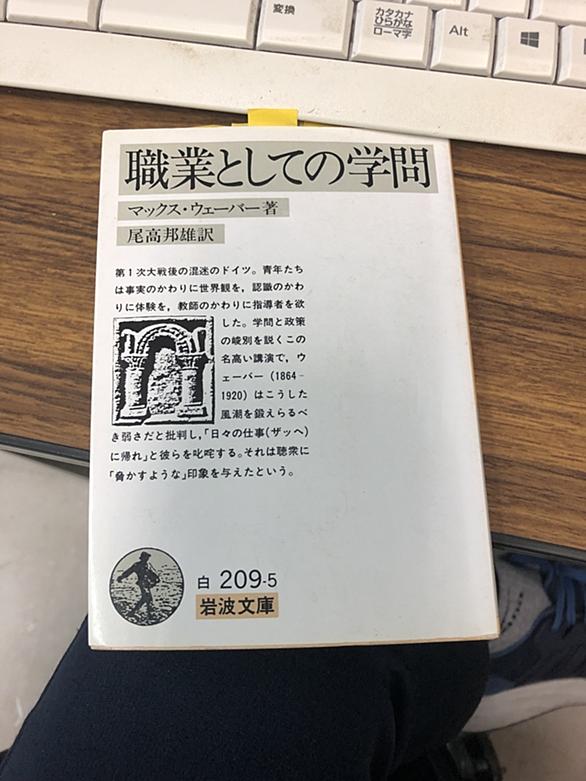 変換
カタカナ
ひらがな
ローマ字
Alt
職業としての学問
マックス・ウェーバー著
尾高邦雄訳
第1次大戦後の混迷のドイツ。青年たち
は事実のかわりに世界観を，認識のかわ
りに体験を，教師のかわりに指導者を欲
した。学問と政策
の峻別を説くこの
名高い講演で，ウ
ェーバー（1864‐
1920）はこうした
風潮を鍛えらるべ
き弱さだと批判し，「日々の仕事(ザッヘ)
に帰れ」と彼らを叱咤する。それは聴衆に
「脅かすような」印象を与えたという。
白 209-5
岩波文庫